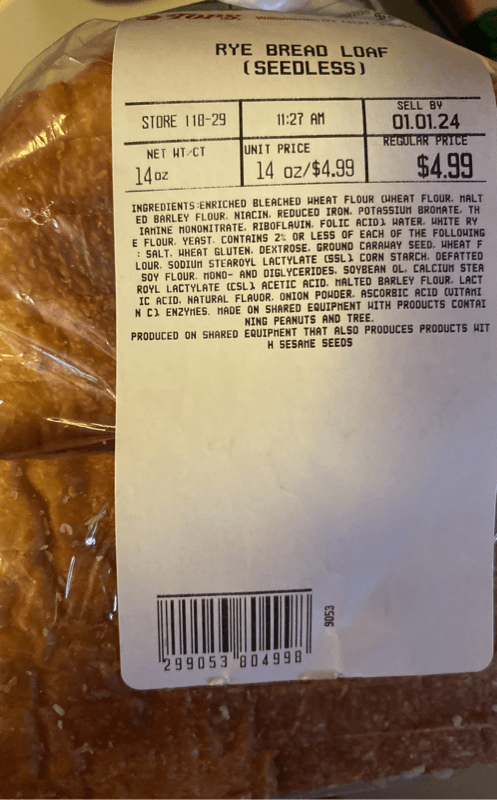 RYE BREAD LOAF
(SEEDLESS)
STORE 118-29
11:27 AM
SELL BY
01.01.24
NET WT/CT
14oz
UNIT PRICE
14 oz/$4.99
REGULAR PRICE
$4.99
INGREDIENTS:ENRICHED BLEACHED WHEAT FLOUR (WHEAT FLOUR. MALT
ED BARLEY FLOUR. NIACIN. REDUCED IRON. POTASSIUM BROMATE. TH
IAMINE MONONITRATE. RIBOFLAVIN. FOLIC ACID). WATER. WHITE RY
E FLOUR. YEAST. CONTAINS 2% OR LESS OF EACH OF THE FOLLOWING
: SALT. WHEAT GLUTEN. DEXTROSE. GROUND CARAWAY SEED. WHEAT F
LOUR. SODIUM STEAROYL LACTYLATE (SSL). CORN STARCH. DEFATTED
SOY FLOUR. MONO- AND DIGLYCERIDES. SOYBEAN OL. CALCIUM STEA
ROYL LACTYLATE (CSL). ACETIC ACID. MALTED BARLEY FLOUR. LACT
IC ACID. NATURAL FLAVOR. ONION POWDER. ASCORBIC ACID (VITAMI
N C). ENZYMES. MADE ON SHARED EQUIPMENT WITH PRODUCTS CONTAI
NING PEANUTS AND TREE.
PRODUCED ON SHARED EQUIPMENT THAT ALSO PRODUCES PRODUCTS WIT
H SESAME SEEDS
9053
299053 804998